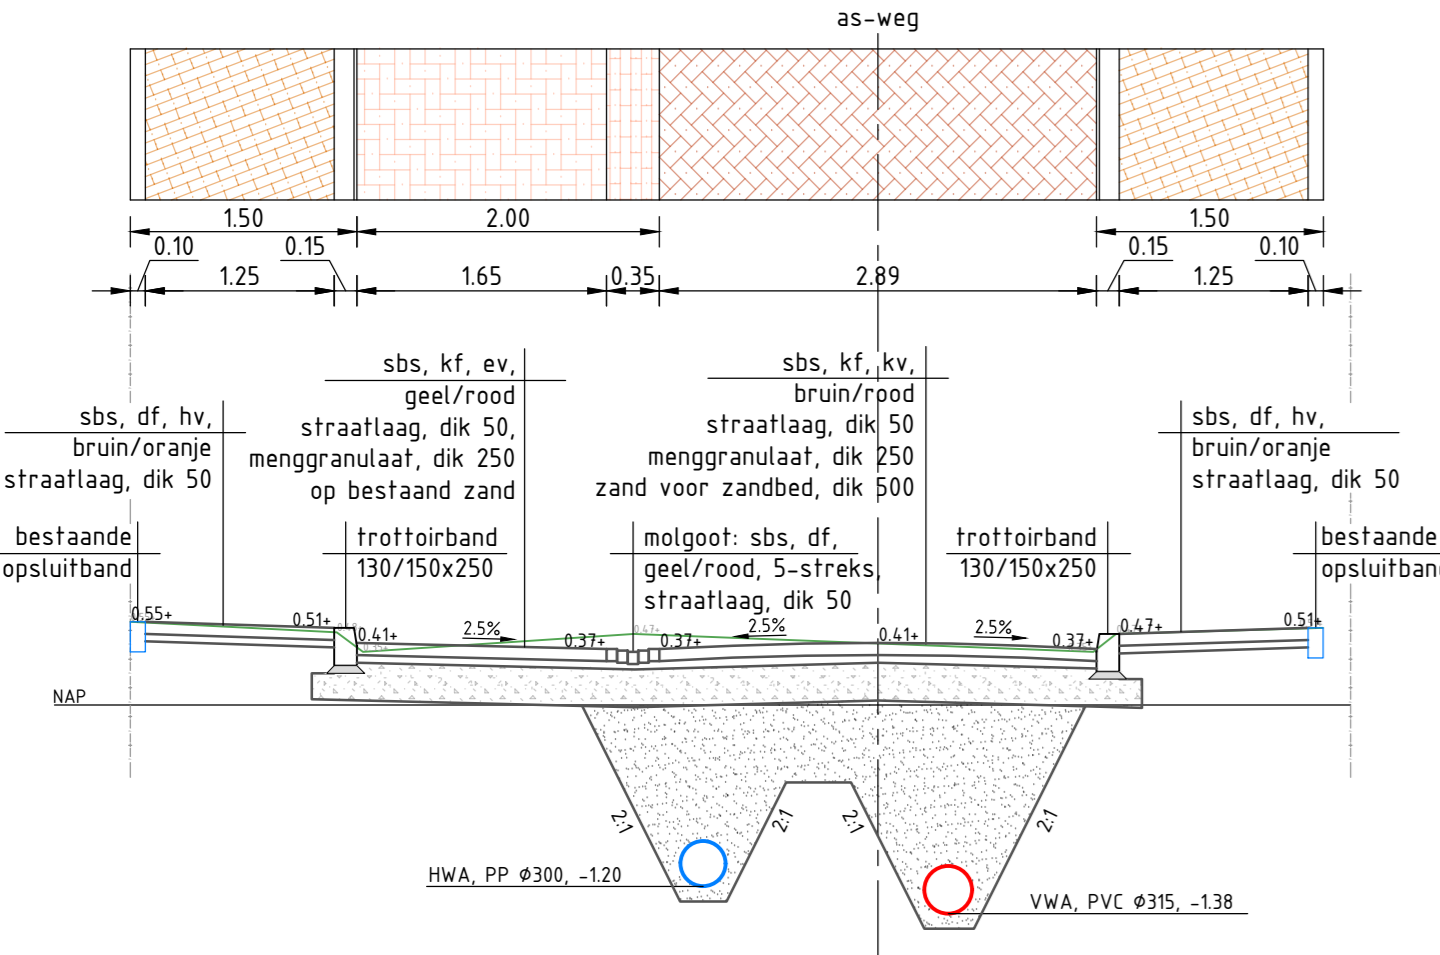 as-weg
1.50
2.00
1.50
0.10
0.15
0.15
0.10
1.25
1.65
0.35
2.89
1.25
sbs, df, hv,
bruin/oranje
straatlaag, dik 50
sbs, kf, ev,
geel/rood
straatlaag, dik 50,
menggranulaat, dik 250
op bestaand zand
sbs, kf, kv,
bruin/rood
straatlaag, dik 50
menggranulaat, dik 250
zand voor zandbed, dik 500
sbs, df, hv,
bruin/oranje
straatlaag, dik 50
bestaande
opsluitband
trottoirband
130/150x250
molgoot: sbs, df,
geel/rood, 5-streks,
straatlaag, dik 50
trottoirband
130/150x250
bestaande
opsluitband
0.55+
0.51+
0.41+
2.5%
0.37+
0.47+
0.37+
2.5%
0.41+
2.5%
0.37+
0.47+
0.51+
NAP
2:1
2:1
2:1
2:1
HWA, PP Ø300, -1.20
VWA, PVC Ø315, -1.38